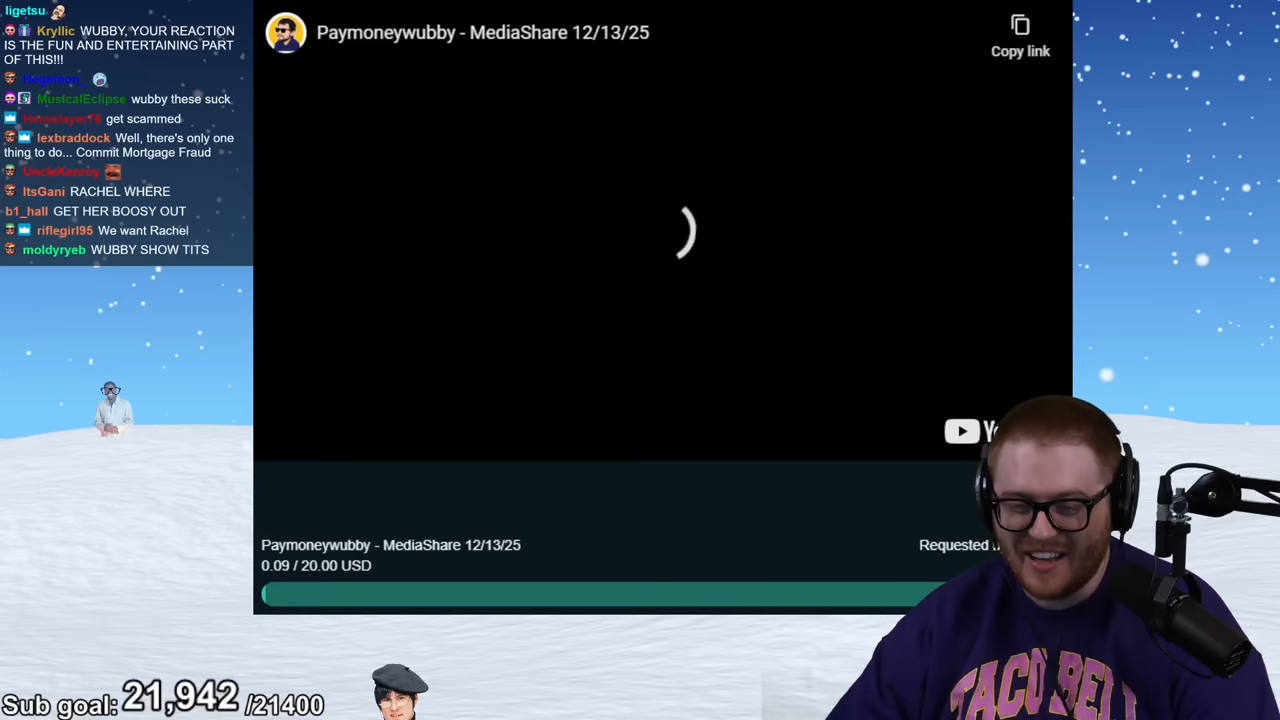 ligetsu
Kryllic WUBBY, YOUR REACTION
IS THE FUN AND ENTERTAINING PART
OF THIS!!!
Hegemon
MusicalEclipse wubby these suck
get scammed
lexbraddock Well, there's only one
thing to do... Commit Mortgage Fraud
UncleKenroy
ItsGani RACHEL WHERE
b1_hall GET HER BOOSY OUT
riflegirl95 We want Rachel
moldyryeb WUBBY SHOW TITS
Paymoneywubby - MediaShare 12/13/25
Copy link
Paymoneywubby - MediaShare 12/13/25
Requested
0.09 / 20.00 USD
TACO BELL
Sub goal: 21,942 /21400